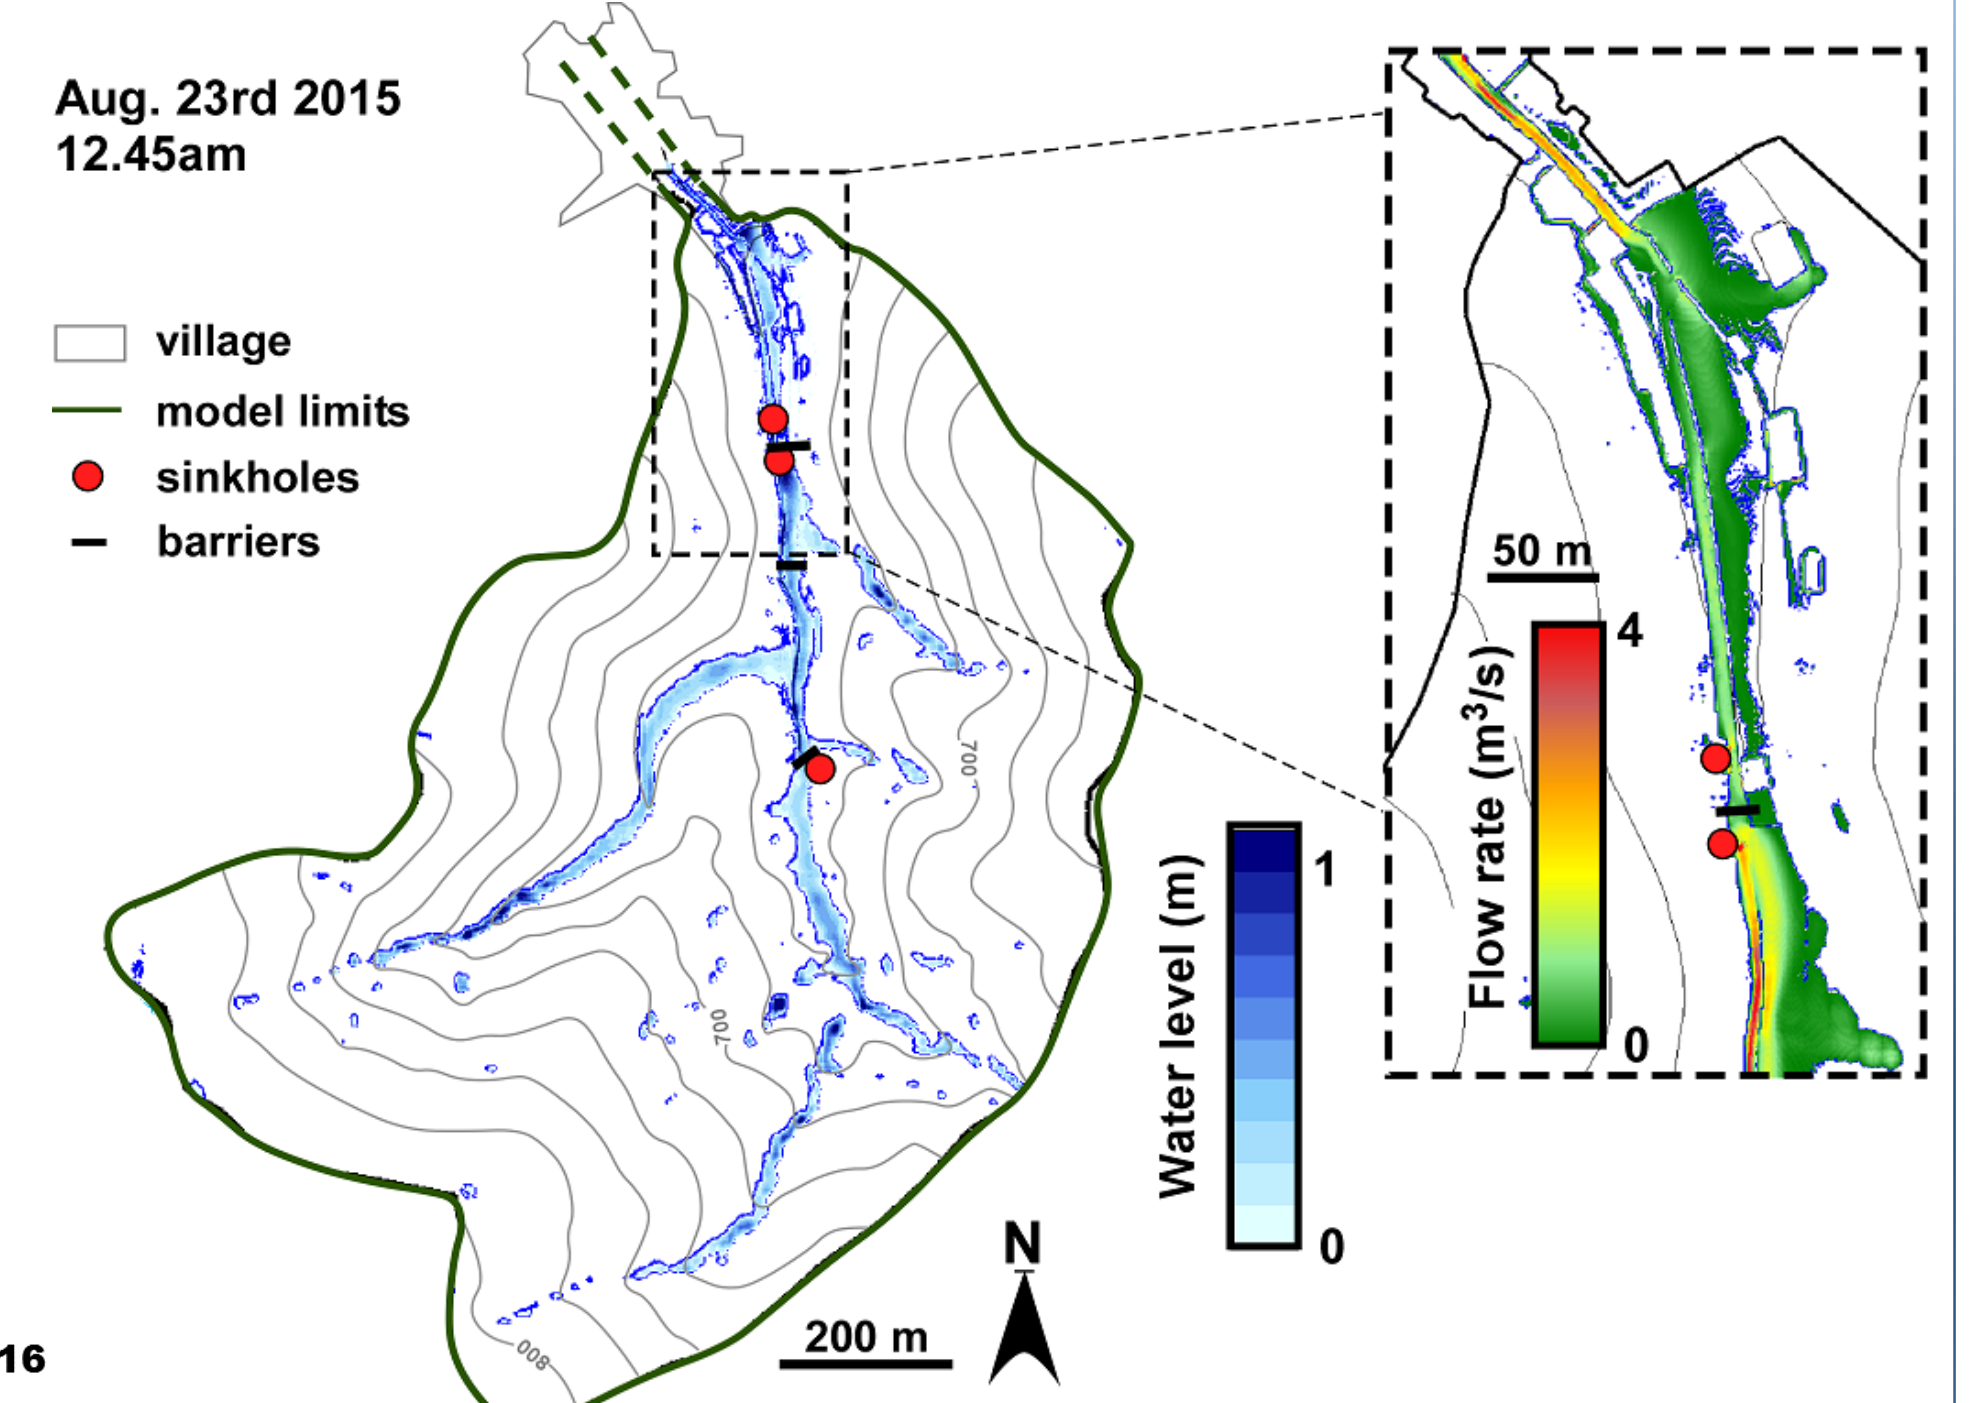 Aug. 23rd 2015
12.45am
village
model limits
sinkholes
barriers
700
700
800
16
200 m
N
Water level (m)
1
0
50 m
Flow rate (m³/s)
4
0